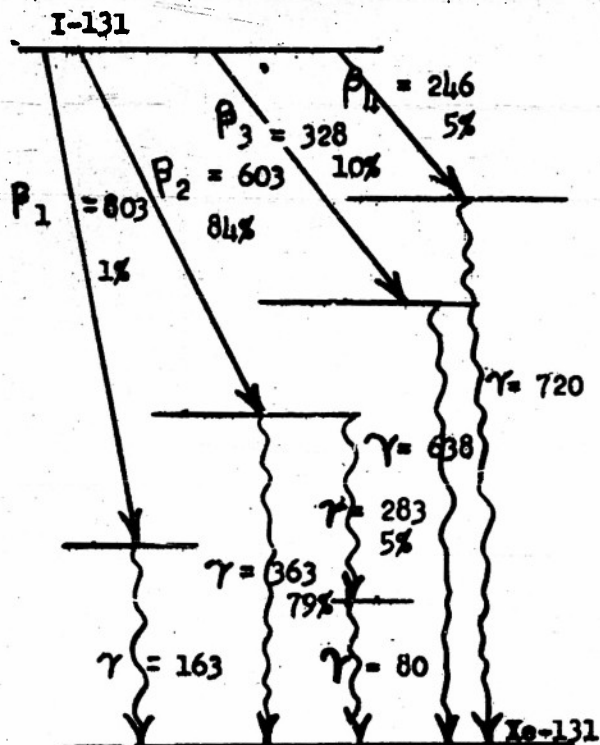 I-131
β4 = 246
5%
β3 = 328
10%
β2 = 603
84%
β1 = 803
1%
γ= 720
γ= 638
γ= 283
5%
γ = 363
79%
γ = 163
γ= 80
Xe-131